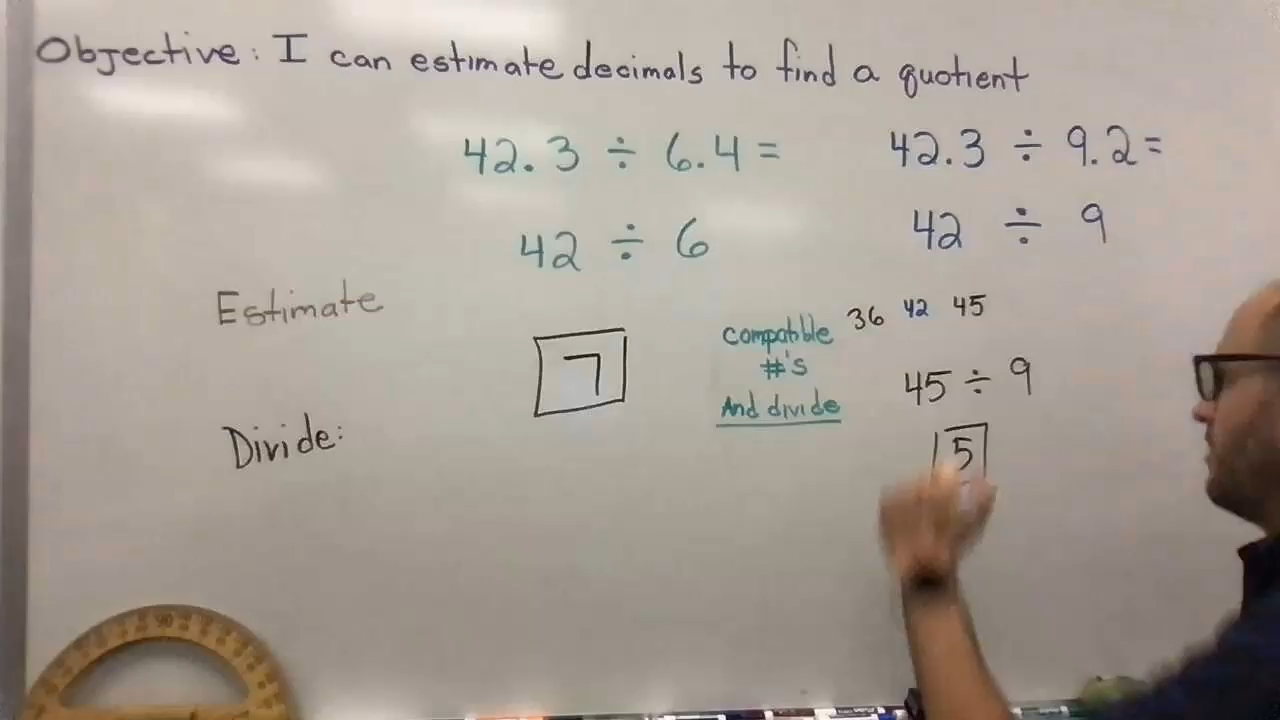 Objective: I can estimate decimals to find a quotient
42.3 ÷ 6.4 =
42 ÷ 6
Estimate
7
Divide:
42.3 ÷ 9.2 =
42 ÷ 9
36 42 45
compatible
#'s
And divide
45 ÷ 9
5
90